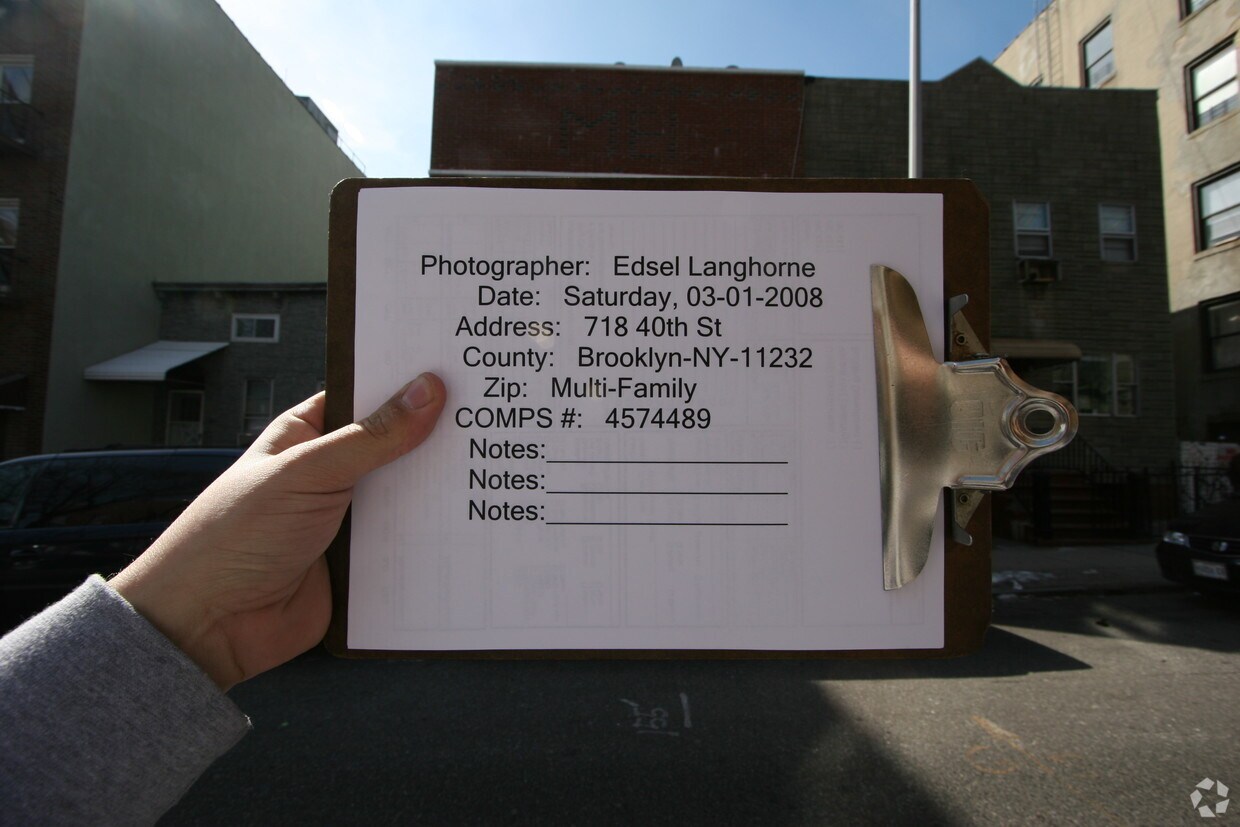 Photographer: Edsel Langhorne
Date: Saturday, 03-01-2008
Address: 718 40th St
County: Brooklyn-NY-11232
Zip: Multi-Family
COMPS #: 4574489
Notes:
Notes:
Notes: